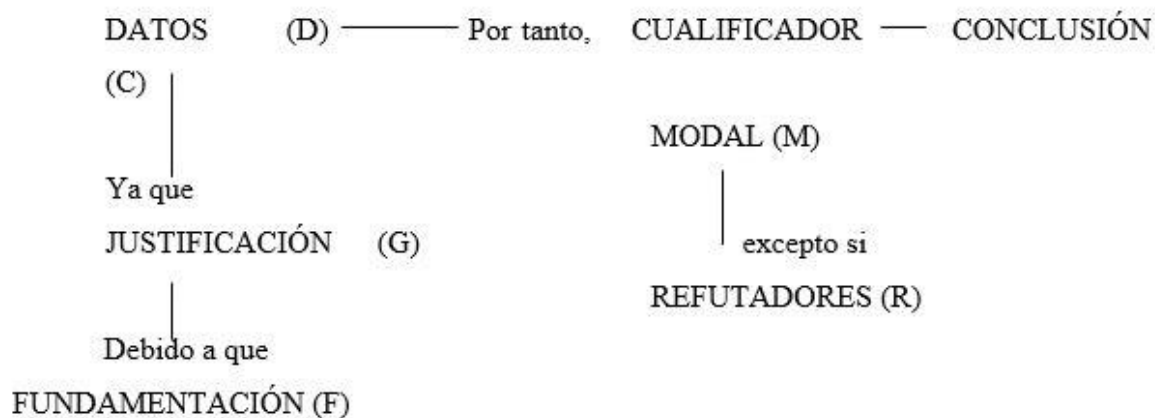 DATOS (D) Por tanto, CUALIFICADOR CONCLUSIÓN
(C)
MODAL (M)
Ya que
JUSTIFICACIÓN (G) excepto si
REFUTADORES (R)
Debido a que
FUNDAMENTACIÓN (F)